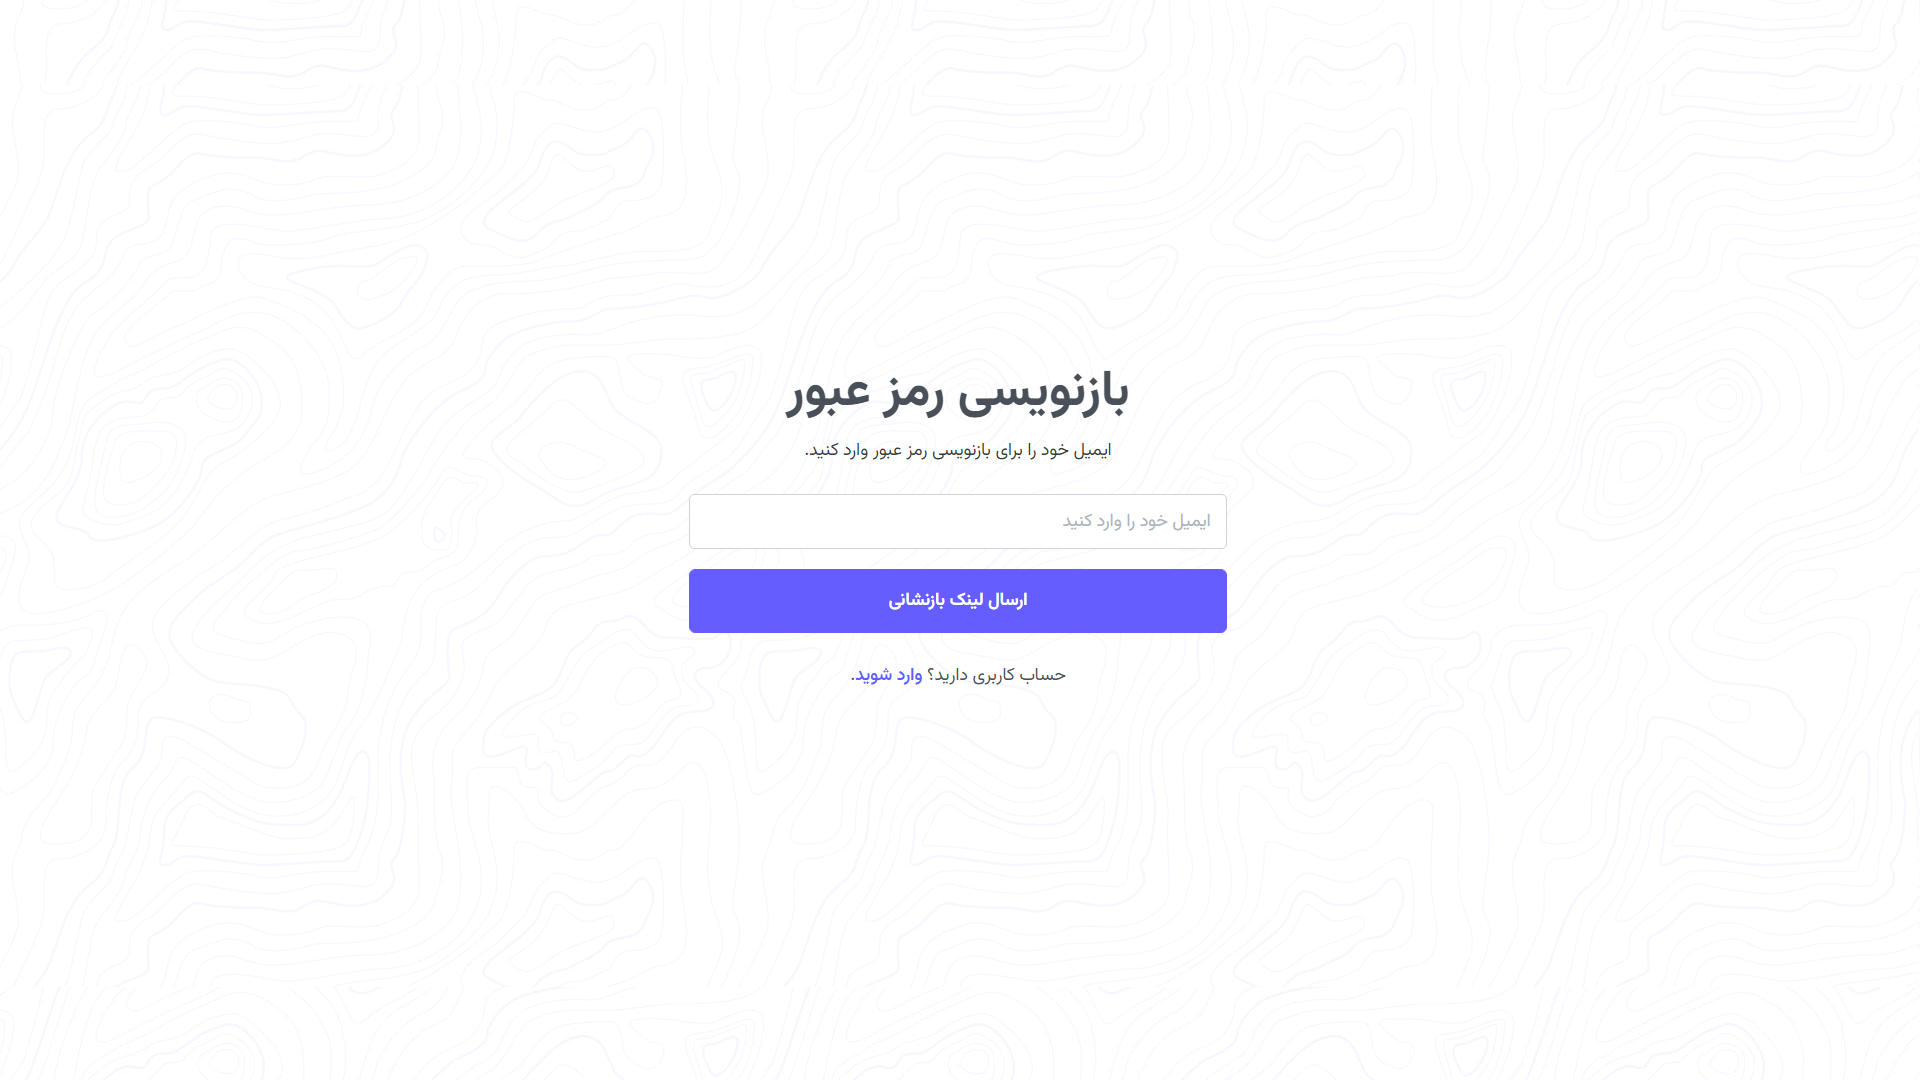 بازنویسی رمز عبور
ایمیل خود را برای بازنویسی رمز عبور وارد کنید.
ایمیل خود را وارد کنید
ارسال لینک بازنشانی
حساب کاربری دارید؟ وارد شوید.